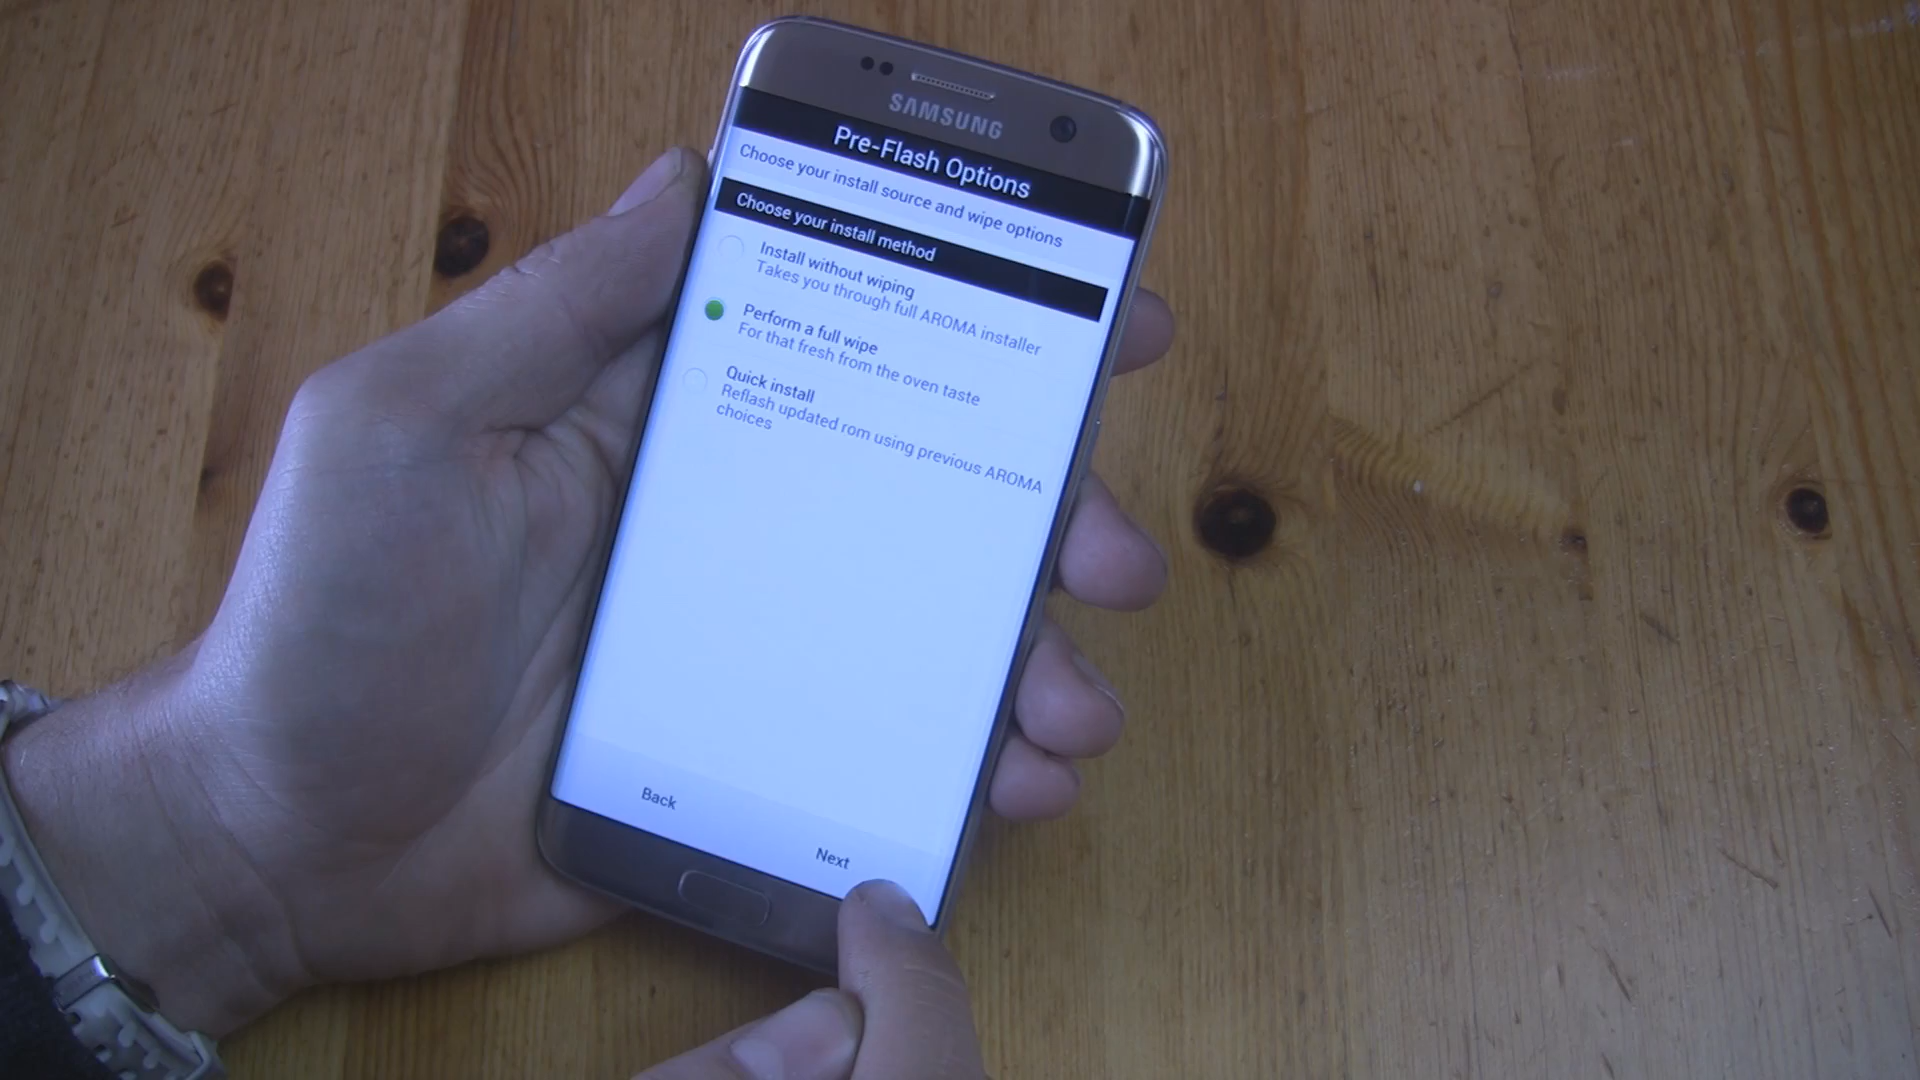 SAMSUNG
Pre-Flash Options
Choose your install source and wipe options
Choose your install method
Install without wiping
Takes you through full AROMA installer
Perform a full wipe
For that fresh from the oven taste
Quick install
Reflash updated rom using previous AROMA
choices
Back
Next